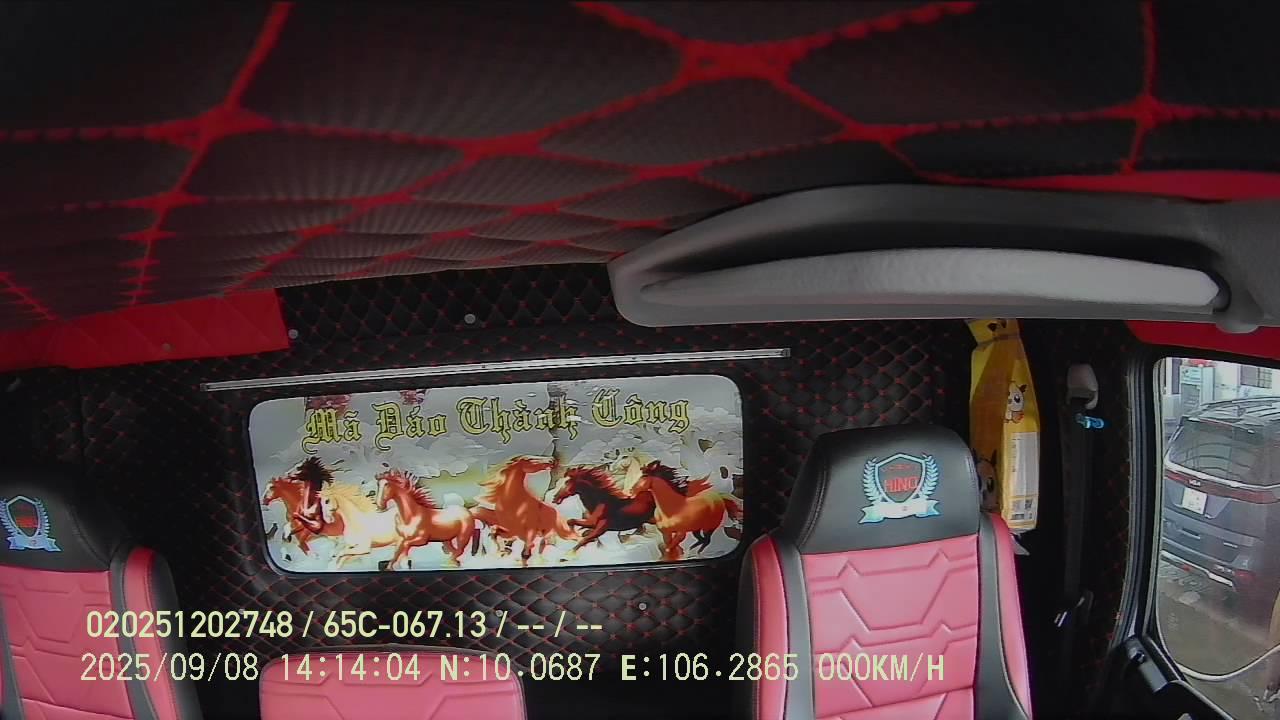 Mã Đáo Thành Công
HINO
HINO
020251202748 / 65C-067.13 / -- / --
2025/09/08 14:14:04 N:10.0687 E:106.2865 000KM/H